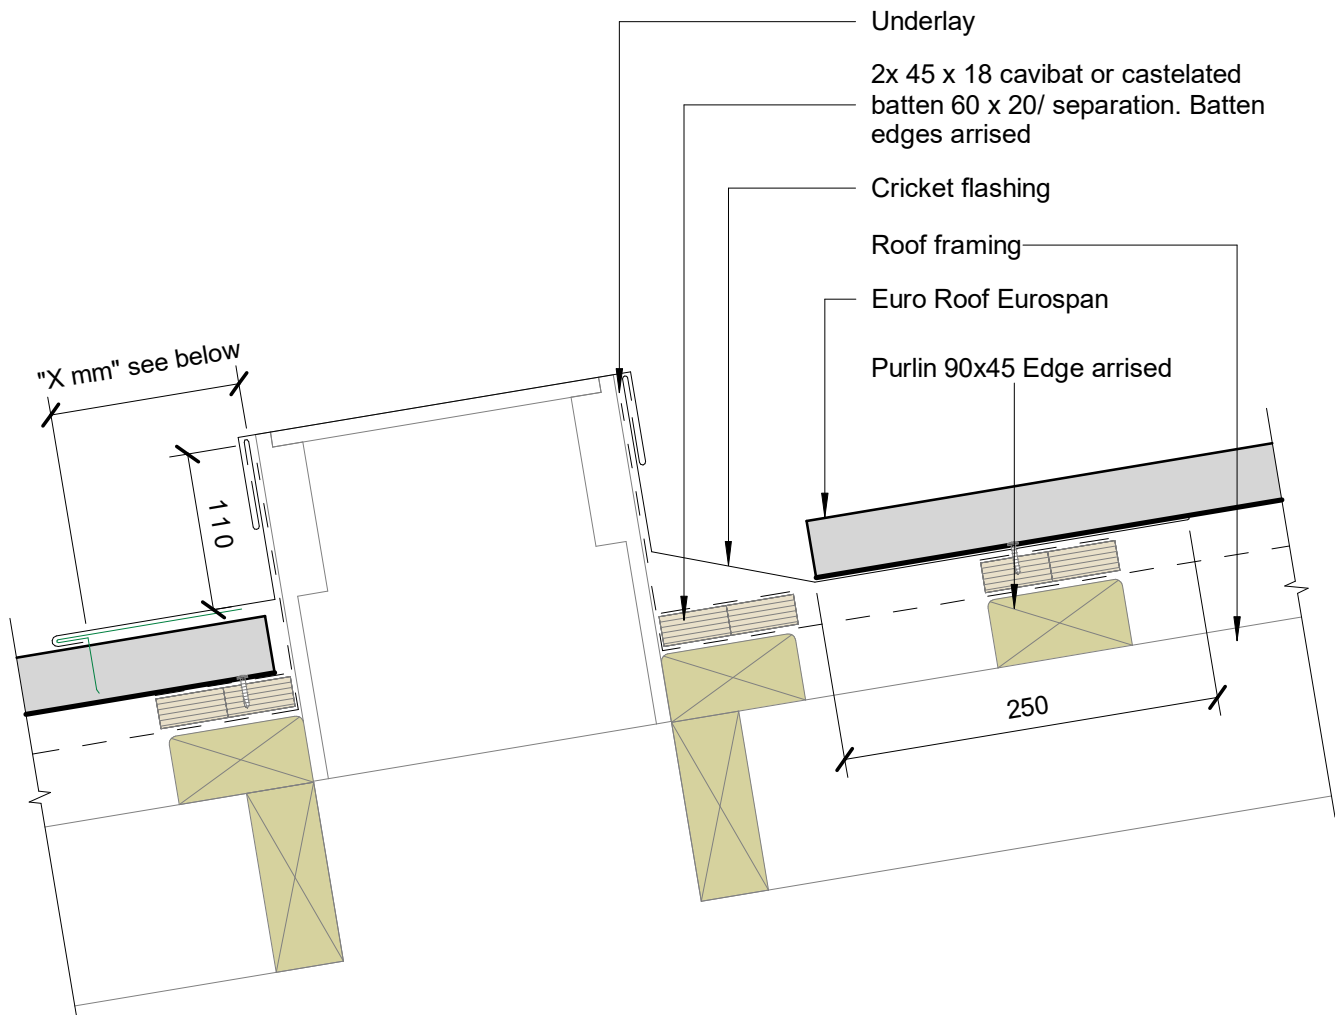 Underlay
2x 45 x 18 cavibat or castelated
batten 60 x 20/ separation. Batten
edges arrised
Cricket flashing
Roof framing
Euro Roof Eurospan
Purlin 90x45 Edge arrised
"X mm" see below
110
250